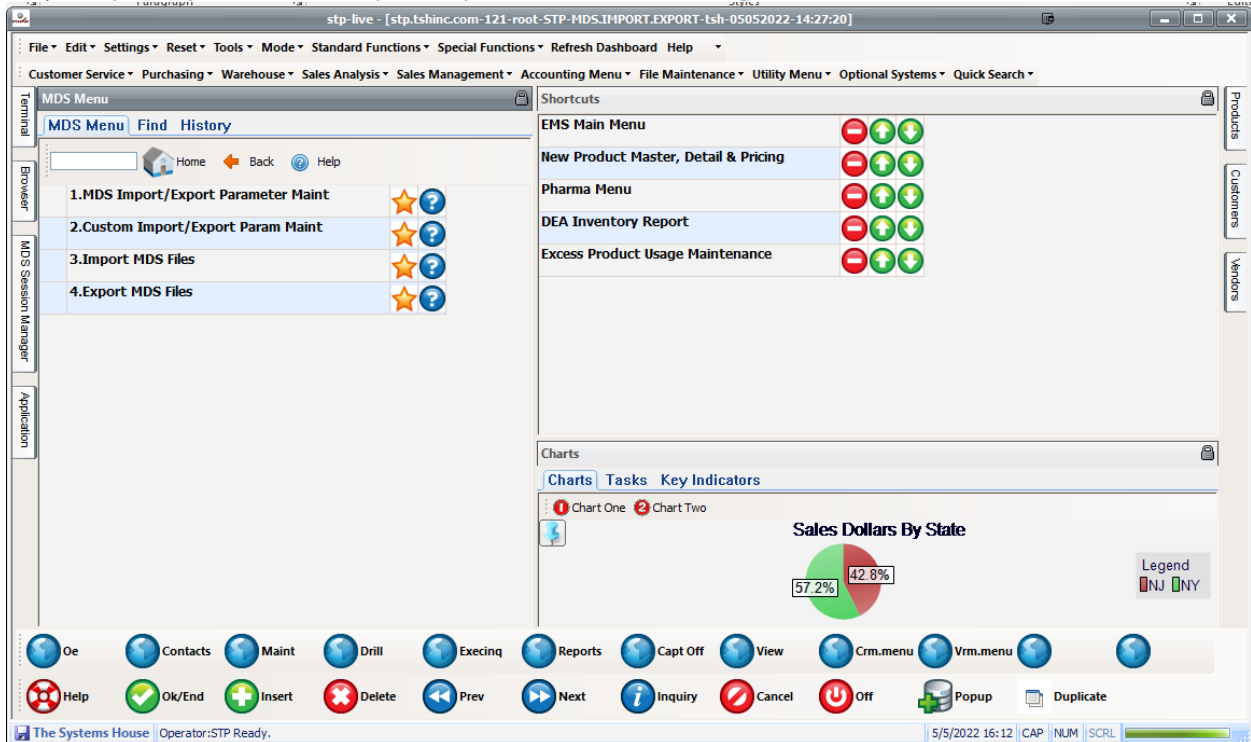 Paragraph Styles
stp-live - [stp.tshinc.com-121-root-STP-MDS.IMPORT.EXPORT-tsh-05052022-14:27:20]
File Edit Settings Reset Tools Mode Standard Functions Special Functions Refresh Dashboard Help
Customer Service Purchasing Warehouse Sales Analysis Sales Management Accounting Menu File Maintenance Utility Menu Optional Systems Quick Search
Terminal
Browser
MDS Session Manager
Application
MDS Menu
MDS Menu Find History
Home Back Help
1.MDS Import/Export Parameter Maint
2.Custom Import/Export Param Maint
3.Import MDS Files
4.Export MDS Files
Shortcuts
EMS Main Menu
New Product Master, Detail & Pricing
Pharma Menu
DEA Inventory Report
Excess Product Usage Maintenance
Products
Customers
Vendors
Charts
Charts Tasks Key Indicators
1 Chart One 2 Chart Two
Sales Dollars By State
42.8%
57.2%
Legend
NJ NY
Oe Contacts Maint Drill Execinq Reports Capt Off View Crm.menu Vrm.menu
Help Ok/End Insert Delete Prev Next Inquiry Cancel Off Popup Duplicate
The Systems House Operator:STP Ready. 5/5/2022 16:12 CAP NUM SCRL